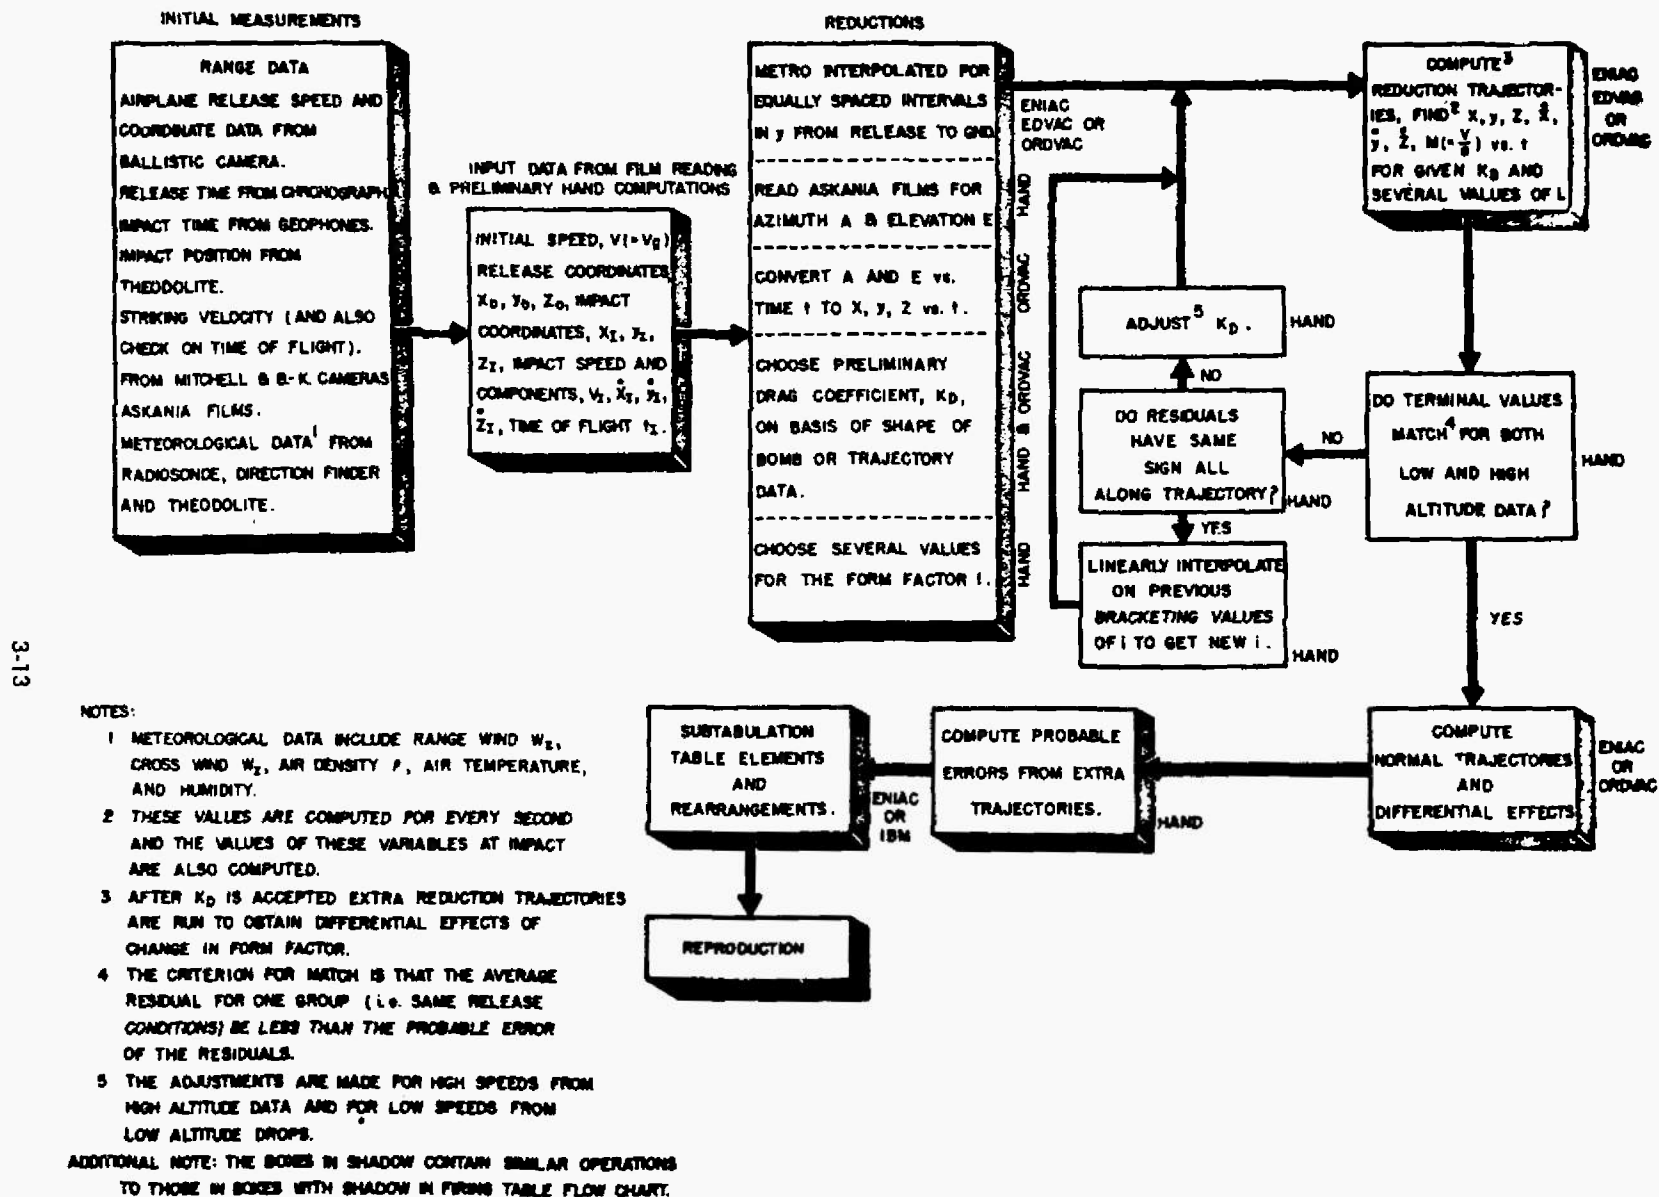 INITIAL MEASUREMENTS
RANGE DATA
AIRPLANE RELEASE SPEED AND
COORDINATE DATA FROM
BALLISTIC CAMERA.
RELEASE TIME FROM CHRONOGRAPH
IMPACT TIME FROM GEOPHONES.
IMPACT POSITION FROM
THEODOLITE.
STRIKING VELOCITY (AND ALSO
CHECK ON TIME OF FLIGHT).
FROM MITCHELL & B.-K. CAMERAS
ASKANIA FILMS.
METEOROLOGICAL DATA¹ FROM
RADIOSONCE, DIRECTION FINDER
AND THEODOLITE.
INPUT DATA FROM FILM READING
& PRELIMINARY HAND COMPUTATIONS
INITIAL SPEED, V(=V₀)
RELEASE COORDINATES
X₀, y₀, Z₀, IMPACT
COORDINATES, X_I, y_I,
Z_I, IMPACT SPEED AND
COMPONENTS, V_I, Ẋ_I, ẏ_I,
Ż_I, TIME OF FLIGHT t_I.
REDUCTIONS
METRO INTERPOLATED FOR
EQUALLY SPACED INTERVALS
IN y FROM RELEASE TO GND.
ENIAC
EDVAC OR
ORDVAC
READ ASKANIA FILMS FOR
AZIMUTH A & ELEVATION E
HAND
CONVERT A AND E vs.
TIME t TO X, y, Z vs. t.
ORDVAC
CHOOSE PRELIMINARY
DRAG COEFFICIENT, K_D,
ON BASIS OF SHAPE OF
BOMB OR TRAJECTORY
DATA.
HAND & ORDVAC
CHOOSE SEVERAL VALUES
FOR THE FORM FACTOR i.
HAND
COMPUTE³
REDUCTION TRAJECTOR-
IES, FIND² X, y, Z, Ẋ,
ẏ, Ż, M(=V/a) vs. t
FOR GIVEN K_D AND
SEVERAL VALUES OF i.
ENIAC
EDVAC
OR
ORDVAC
ADJUST⁵ K_D.
HAND
NO
DO RESIDUALS
HAVE SAME
SIGN ALL
ALONG TRAJECTORY?
HAND
YES
LINEARLY INTERPOLATE
ON PREVIOUS
BRACKETING VALUES
OF i TO GET NEW i.
HAND
NO
DO TERMINAL VALUES
MATCH⁴ FOR BOTH
LOW AND HIGH
ALTITUDE DATA?
HAND
YES
COMPUTE
NORMAL TRAJECTORIES
AND
DIFFERENTIAL EFFECTS
ENIAC
OR
ORDVAC
COMPUTE PROBABLE
ERRORS FROM EXTRA
TRAJECTORIES.
HAND
SUBTABULATION
TABLE ELEMENTS
AND
REARRANGEMENTS.
ENIAC
OR
IBM
REPRODUCTION
3-13
NOTES:
1 METEOROLOGICAL DATA INCLUDE RANGE WIND W_X,
CROSS WIND W_Z, AIR DENSITY ρ, AIR TEMPERATURE,
AND HUMIDITY.
2 THESE VALUES ARE COMPUTED FOR EVERY SECOND
AND THE VALUES OF THESE VARIABLES AT IMPACT
ARE ALSO COMPUTED.
3 AFTER K_D IS ACCEPTED EXTRA REDUCTION TRAJECTORIES
ARE RUN TO OBTAIN DIFFERENTIAL EFFECTS OF
CHANGE IN FORM FACTOR.
4 THE CRITERION FOR MATCH IS THAT THE AVERAGE
RESIDUAL FOR ONE GROUP (i.e. SAME RELEASE
CONDITIONS) BE LESS THAN THE PROBABLE ERROR
OF THE RESIDUALS.
5 THE ADJUSTMENTS ARE MADE FOR HIGH SPEEDS FROM
HIGH ALTITUDE DATA AND FOR LOW SPEEDS FROM
LOW ALTITUDE DROPS.
ADDITIONAL NOTE: THE BOXES IN SHADOW CONTAIN SIMILAR OPERATIONS
TO THOSE IN BOXES WITH SHADOW IN FIRING TABLE FLOW CHART.